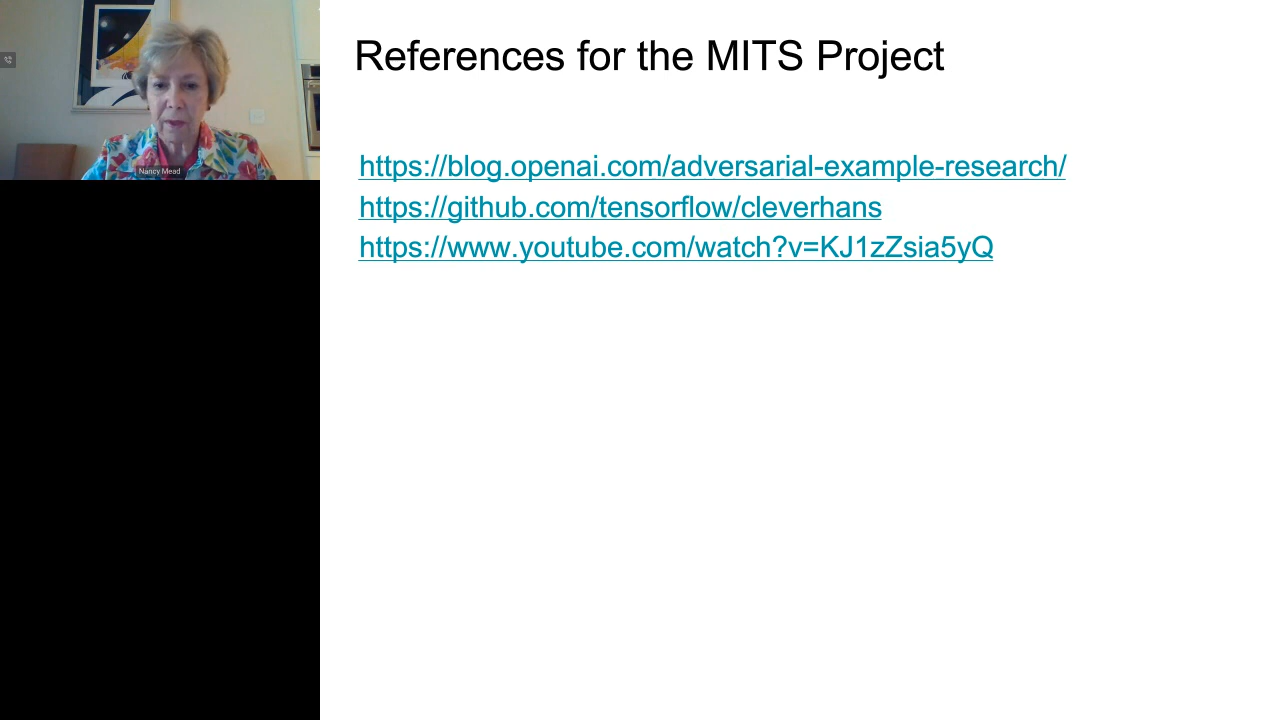 References for the MITS Project
https://blog.openai.com/adversarial-example-research/
https://github.com/tensorflow/cleverhans
https://www.youtube.com/watch?v=KJ1zZsia5yQ
Nancy Mead